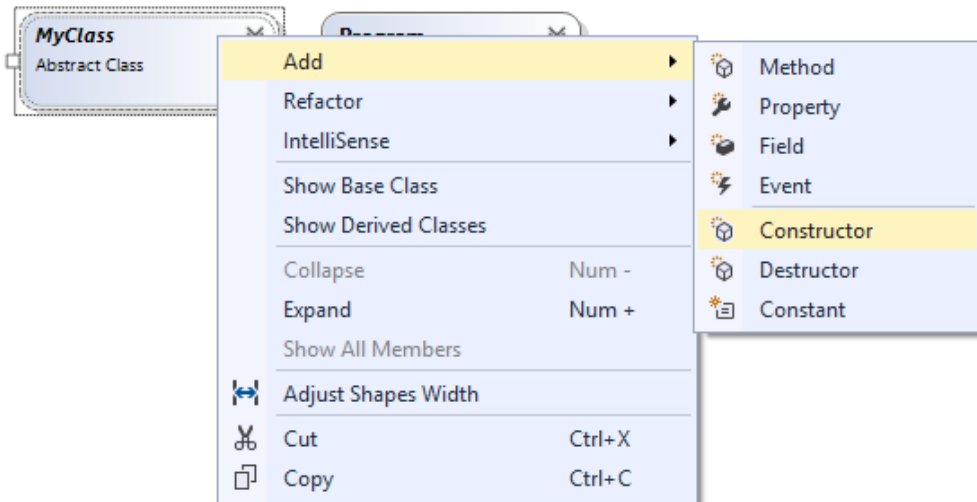 MyClass
Abstract Class
Program
Add
Refactor
IntelliSense
Show Base Class
Show Derived Classes
Collapse Num -
Expand Num +
Show All Members
Adjust Shapes Width
Cut Ctrl+X
Copy Ctrl+C
Method
Property
Field
Event
Constructor
Destructor
Constant